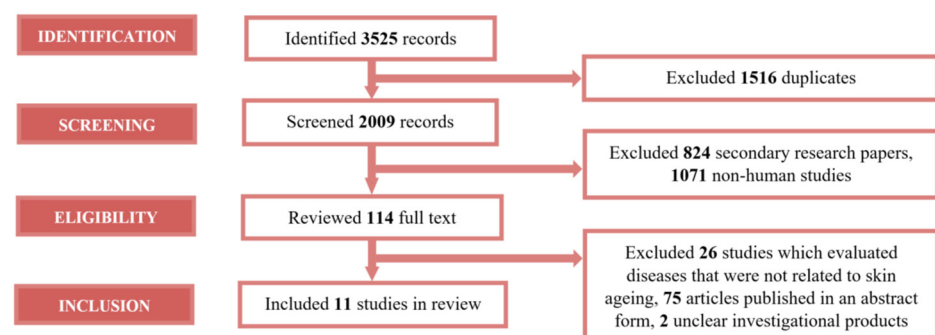 IDENTIFICATION
Identified 3525 records
Excluded 1516 duplicates
SCREENING
Screened 2009 records
Excluded 824 secondary research papers,
1071 non-human studies
ELIGIBILITY
Reviewed 114 full text
Excluded 26 studies which evaluated
diseases that were not related to skin
ageing, 75 articles published in an abstract
form, 2 unclear investigational products
INCLUSION
Included 11 studies in review